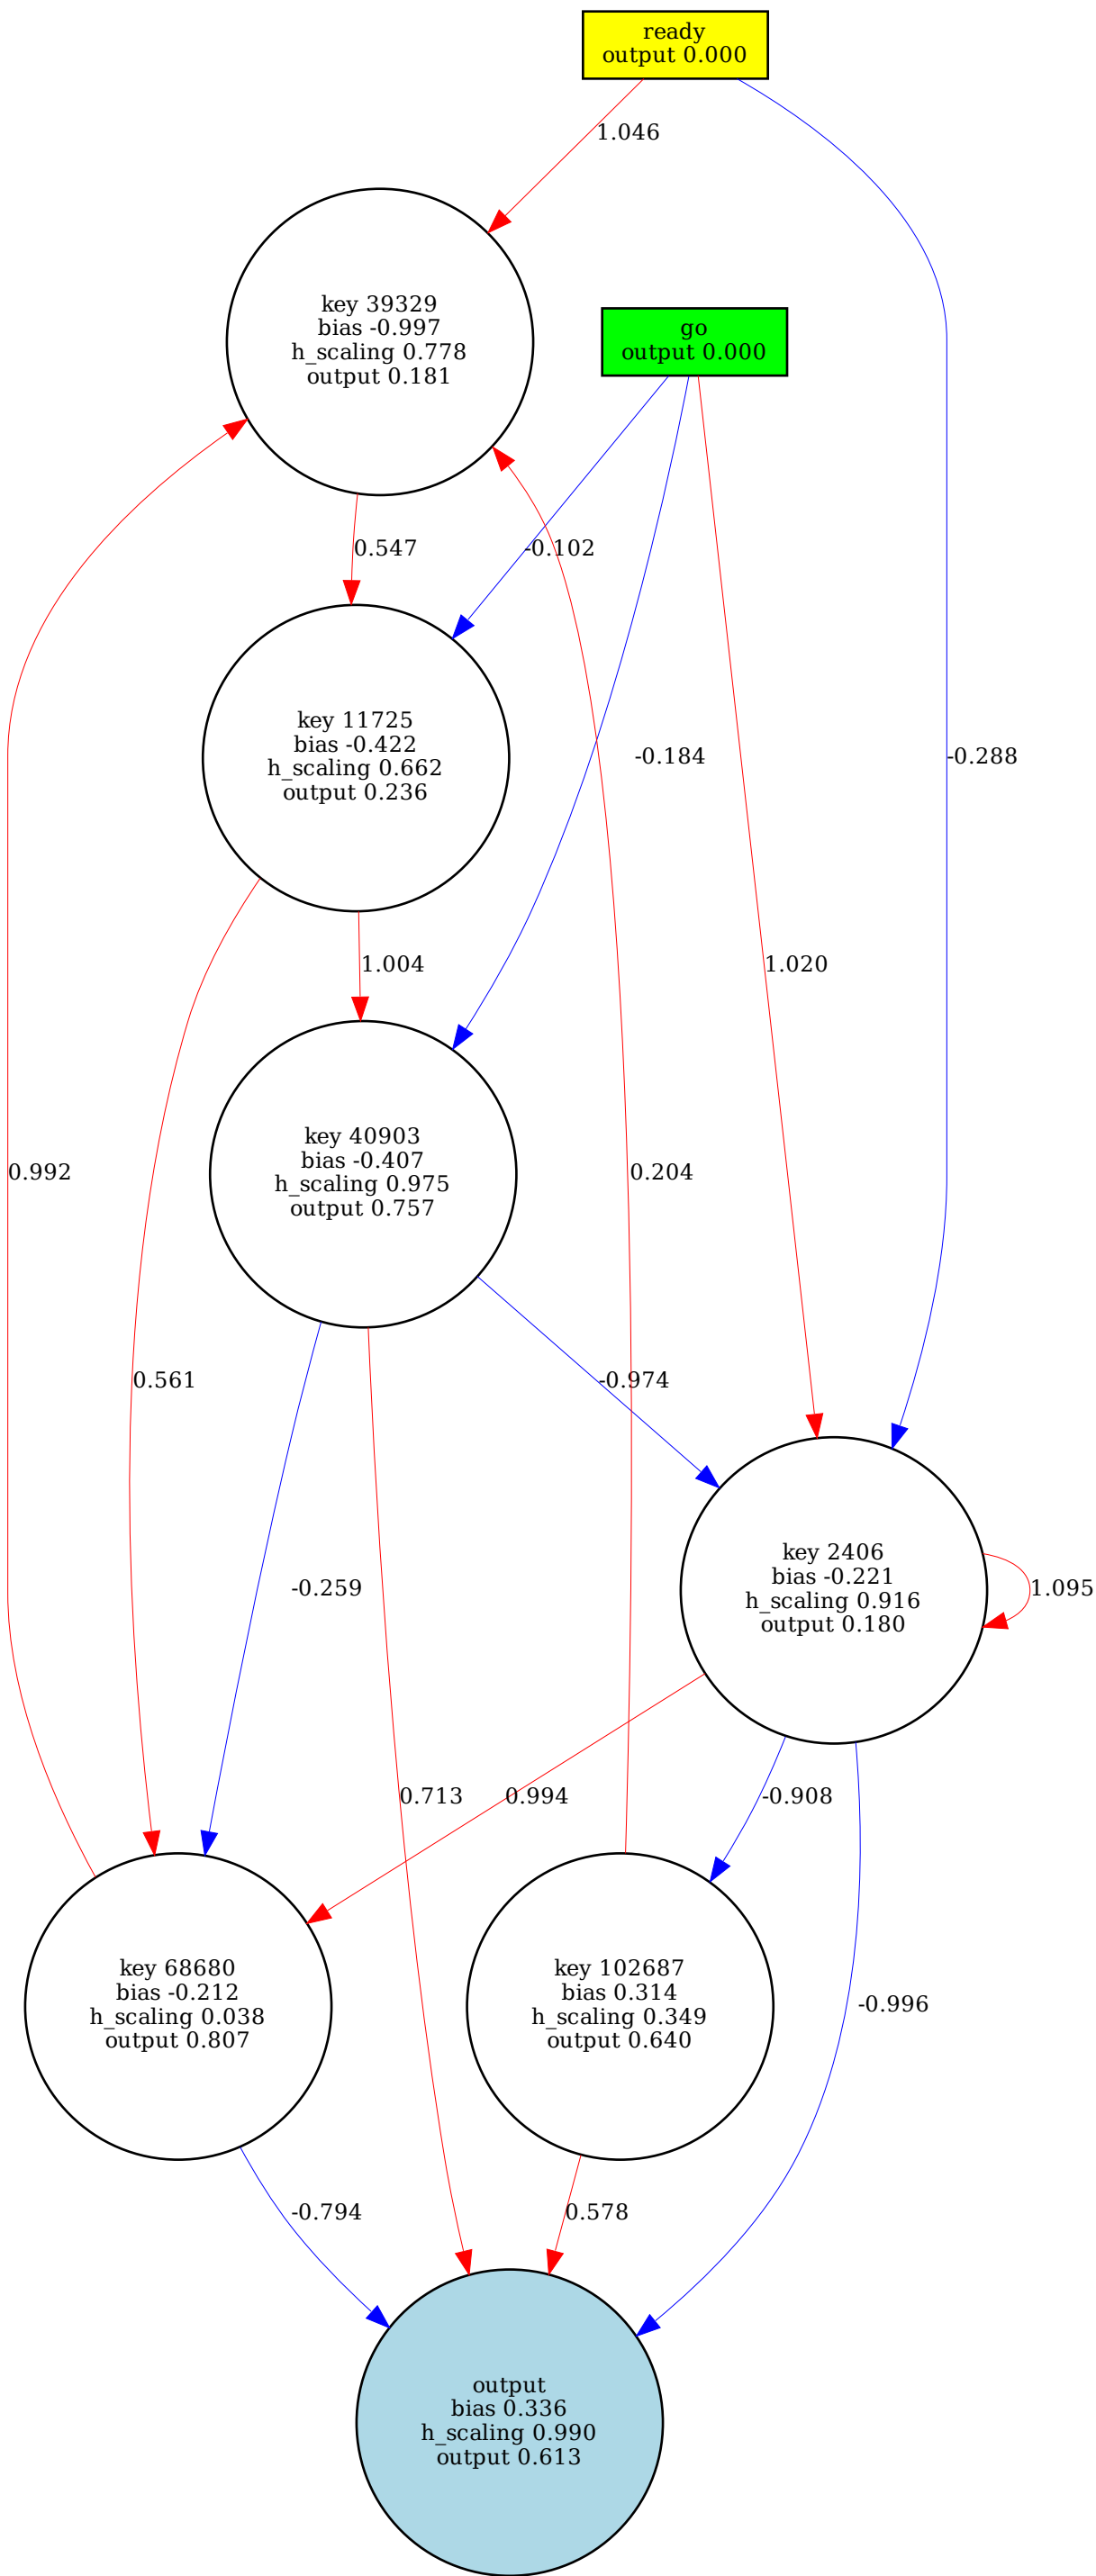 ready
output 0.000
1.046
key 39329
bias -0.997
h_scaling 0.778
output 0.181
go
output 0.000
0.547
-0.102
key 11725
bias -0.422
h_scaling 0.662
output 0.236
-0.184
-0.288
1.004
1.020
key 40903
bias -0.407
h_scaling 0.975
output 0.757
0.992
0.204
0.561
-0.974
key 2406
bias -0.221
h_scaling 0.916
output 0.180
1.095
-0.259
0.713
0.994
-0.908
key 68680
bias -0.212
h_scaling 0.038
output 0.807
key 102687
bias 0.314
h_scaling 0.349
output 0.640
-0.996
-0.794
0.578
output
bias 0.336
h_scaling 0.990
output 0.613